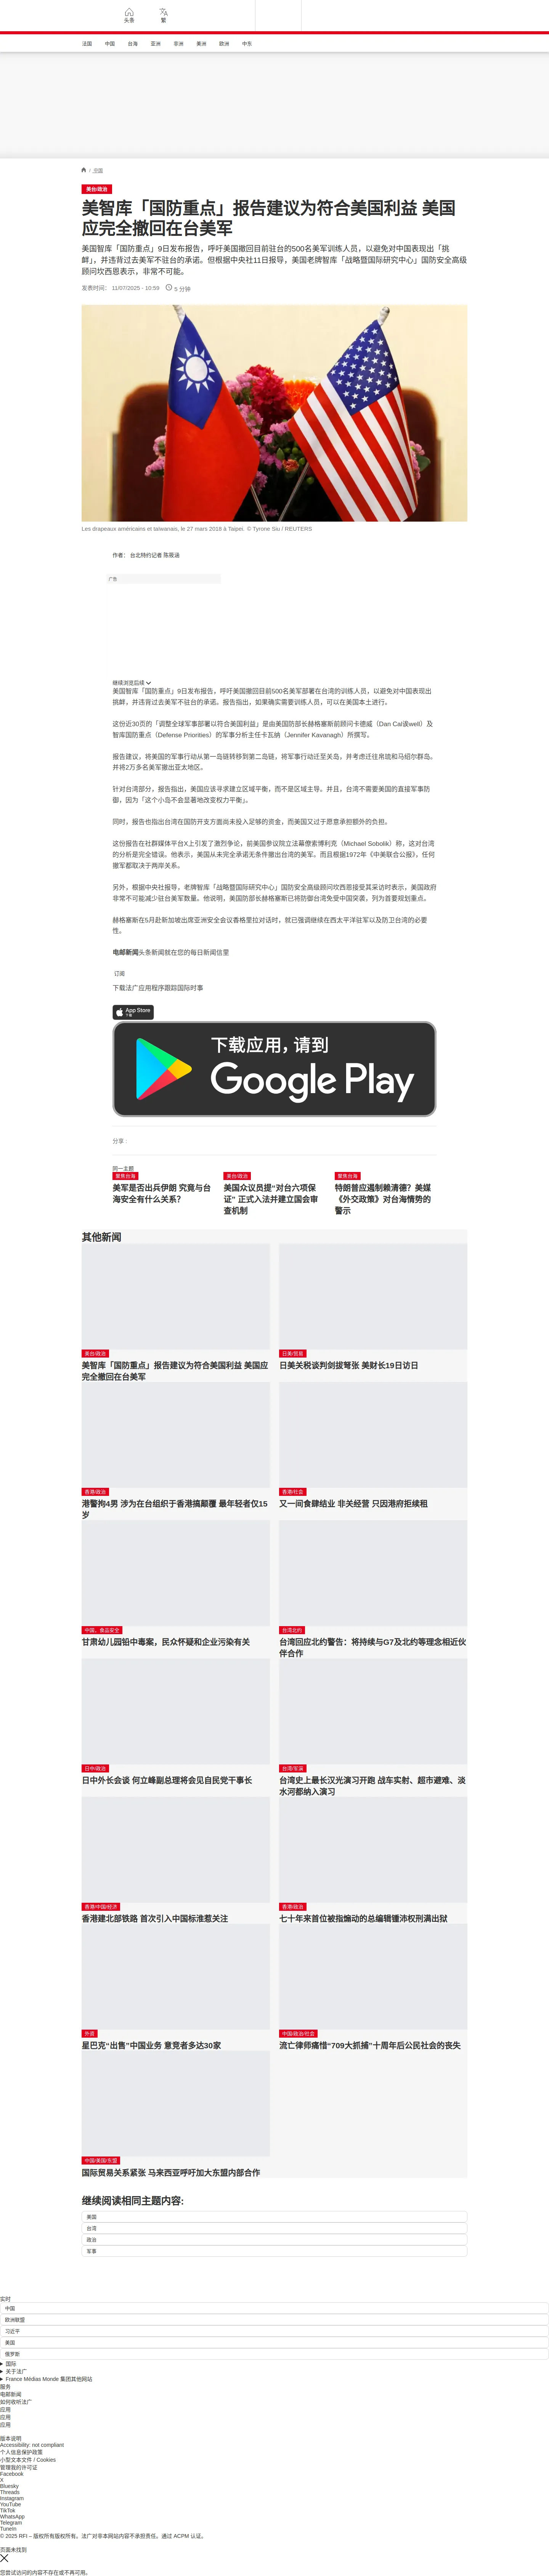 头条
繁
法国
中国
台海
亚洲
非洲
美洲
欧洲
中东
/ 中国
美台/政治
美智库「国防重点」报告建议为符合美国利益 美国
应完全撤回在台美军
美国智库「国防重点」9日发布报告，呼吁美国撤回目前驻台的500名美军训练人员，以避免对中国表现出「挑
衅」，并违背过去美军不驻台的承诺。但根据中央社11日报导，美国老牌智库「战略暨国际研究中心」国防安全高级
顾问坎西恩表示，非常不可能。
发表时间： 11/07/2025 - 10:59
5 分钟
Les drapeaux américains et taïwanais, le 27 mars 2018 à Taipei. © Tyrone Siu / REUTERS
作者： 台北特约记者 陈筱涵
广告
继续浏览后续
美国智库「国防重点」9日发布报告，呼吁美国撤回目前500名美军部署在台湾的训练人员，以避免对中国表现出
挑衅，并违背过去美军不驻台的承诺。报告指出，如果确实需要训练人员，可以在美国本土进行。
这份近30页的「调整全球军事部署以符合美国利益」是由美国防部长赫格塞斯前顾问卡德威（Dan Cal谈well）及
智库国防重点（Defense Priorities）的军事分析主任卡瓦纳（Jennifer Kavanagh）所撰写。
报告建议，将美国的军事行动从第一岛链转移到第二岛链，将军事行动迁至关岛，并考虑迁往帛琉和马绍尔群岛。
并将2万多名美军撤出亚太地区。
针对台湾部分，报告指出，美国应该寻求建立区域平衡，而不是区域主导。并且，台湾不需要美国的直接军事防
御，因为「这个小岛不会显著地改变权力平衡」。
同时，报告也指出台湾在国防开支方面尚未投入足够的资金，而美国又过于愿意承担额外的负担。
这份报告在社群媒体平台X上引发了激烈争论，前美国参议院立法幕僚索博利克（Michael Sobolik）称，这对台湾
的分析是完全错误。他表示，美国从未完全承诺无条件撤出台湾的美军。而且根据1972年《中美联合公报》，任何
撤军都取决于两岸关系。
另外，根据中央社报导，老牌智库「战略暨国际研究中心」国防安全高级顾问坎西恩接受其采访时表示，美国政府
非常不可能减少驻台美军数量。他说明，美国防部长赫格塞斯已将防御台湾免受中国突袭，列为首要规划重点。
赫格塞斯在5月赴新加坡出席亚洲安全会议香格里拉对话时，就已强调继续在西太平洋驻军以及防卫台湾的必要
性。
电邮新闻头条新闻就在您的每日新闻信里
订阅
下载法广应用程序跟踪国际时事
App Store
下载
下载应用，请到
Google Play
分享 :
同一主题
聚焦台海
美军是否出兵伊朗 究竟与台
海安全有什么关系？
美台/政治
美国众议员提“对台六项保
证” 正式入法并建立国会审
查机制
聚焦台海
特朗普应遏制赖清德？美媒
《外交政策》对台海情势的
警示
其他新闻
美台/政治
美智库「国防重点」报告建议为符合美国利益 美国应
完全撤回在台美军
日美/贸易
日美关税谈判剑拔弩张 美财长19日访日
香港/政治
港警拘4男 涉为在台组织于香港搞颠覆 最年轻者仅15
岁
香港/社会
又一间食肆结业 非关经营 只因港府拒续租
中国，食品安全
甘肃幼儿园铅中毒案，民众怀疑和企业污染有关
台湾北约
台湾回应北约警告：将持续与G7及北约等理念相近伙
伴合作
日中/政治
日中外长会谈 何立峰副总理将会见自民党干事长
台湾/军演
台湾史上最长汉光演习开跑 战车实射、超市避难、淡
水河都纳入演习
香港/中国/经济
香港建北部铁路 首次引入中国标淮惹关注
香港/政治
七十年来首位被指煽动的总编辑锺沛权刑满出狱
外资
星巴克“出售”中国业务 意竞者多达30家
中国/政治/社会
流亡律师痛惜“709大抓捕”十周年后公民社会的丧失
中国/美国/东盟
国际贸易关系紧张 马来西亚呼吁加大东盟内部合作
继续阅读相同主题内容:
美国
台湾
政治
军事
实时
中国
欧洲联盟
习近平
美国
俄罗斯
国际
关于法广
France Médias Monde 集团其他网站
服务
电邮新闻
如何收听法广
应用
应用
应用
版本说明
Accessibility: not compliant
个人信息保护政策
小型文本文件 / Cookies
管理我的许可证
Facebook
X
Bluesky
Threads
Instagram
YouTube
TikTok
WhatsApp
Telegram
TuneIn
© 2025 RFI – 版权所有版权所有。法广对非本网站内容不承担责任。通过 ACPM 认证。
页面未找到
您尝试访问的内容不存在或不再可用。